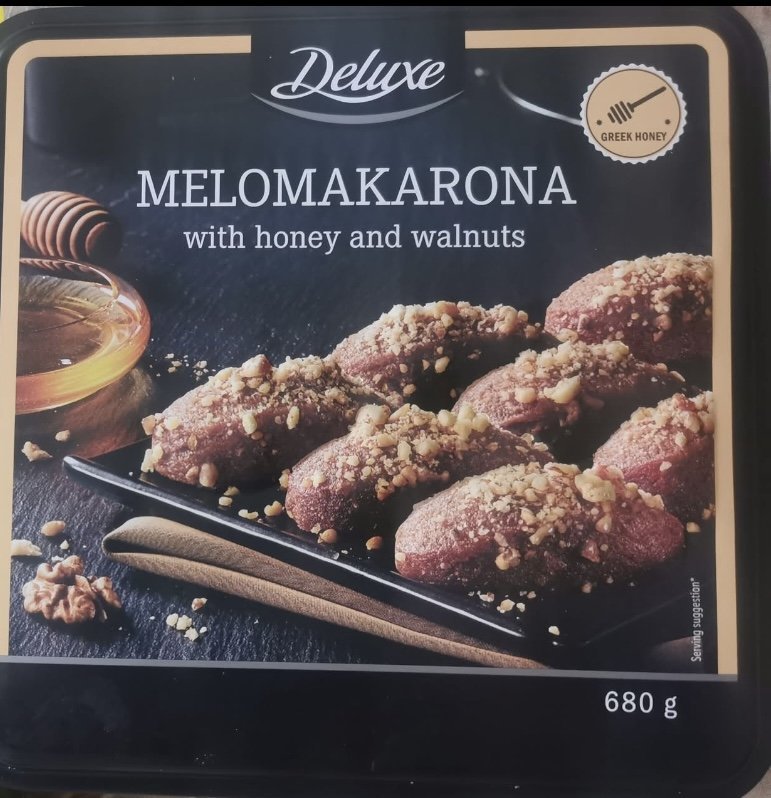 Deluxe
GREEK HONEY
MELOMAKARONA
with honey and walnuts
Serving suggestion*
680 g